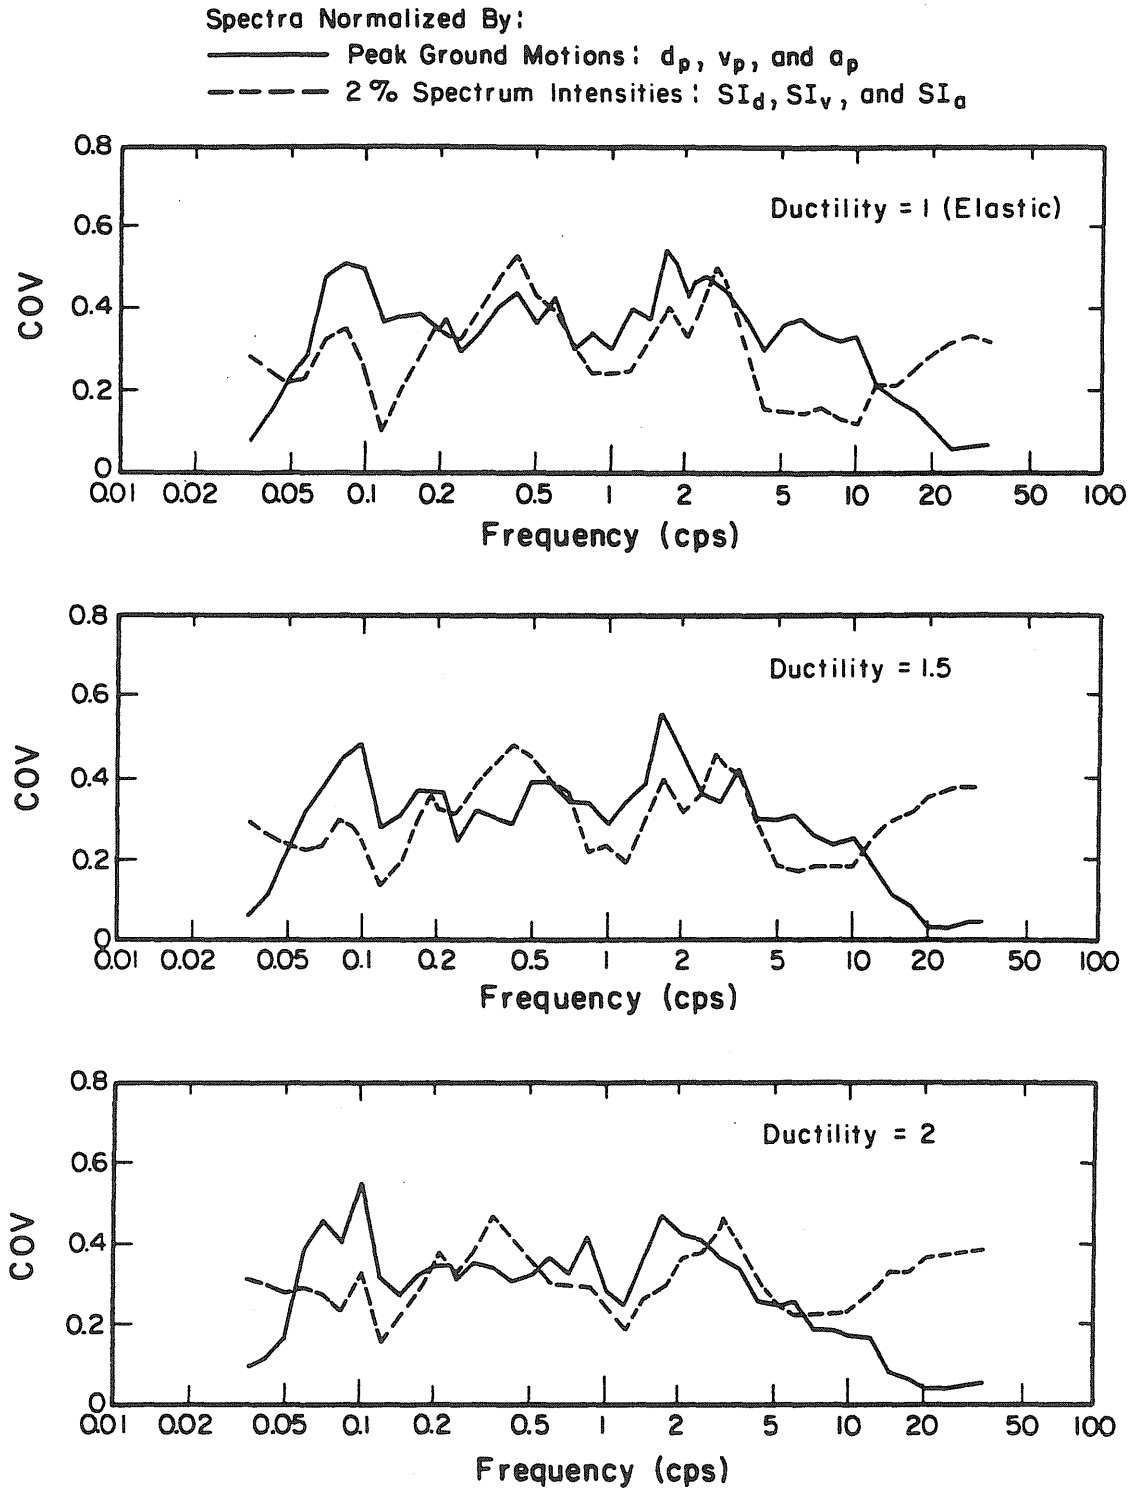 Spectra Normalized By:
Peak Ground Motions: dp, vp, and ap
2% Spectrum Intensities: SId, SIv, and SIa
0.8
0.6
0.4
0.2
0
COV
Ductility = 1 (Elastic)
0.01 0.02 0.05 0.1 0.2 0.5 1 2 5 10 20 50 100
Frequency (cps)
0.8
0.6
0.4
0.2
0
COV
Ductility = 1.5
0.01 0.02 0.05 0.1 0.2 0.5 1 2 5 10 20 50 100
Frequency (cps)
0.8
0.6
0.4
0.2
0
COV
Ductility = 2
0.01 0.02 0.05 0.1 0.2 0.5 1 2 5 10 20 50 100
Frequency (cps)